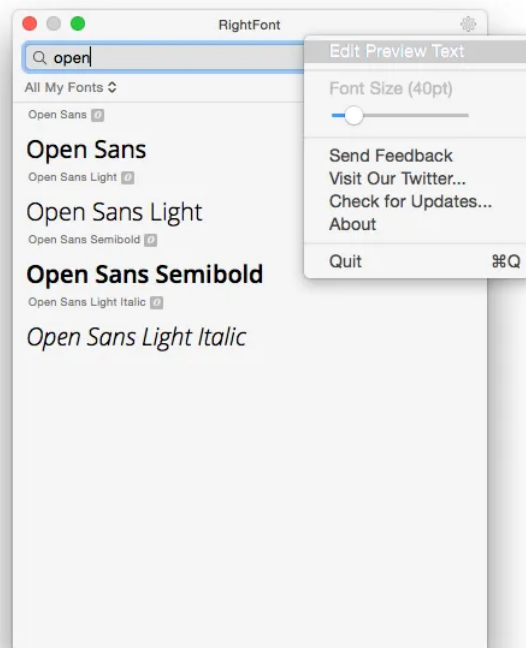 RightFont
open
All My Fonts
Open Sans O
Open Sans
Open Sans Light O
Open Sans Light
Open Sans Semibold O
Open Sans Semibold
Open Sans Light Italic O
Open Sans Light Italic
Edit Preview Text
Font Size (40pt)
Send Feedback
Visit Our Twitter...
Check for Updates...
About
Quit ⌘Q